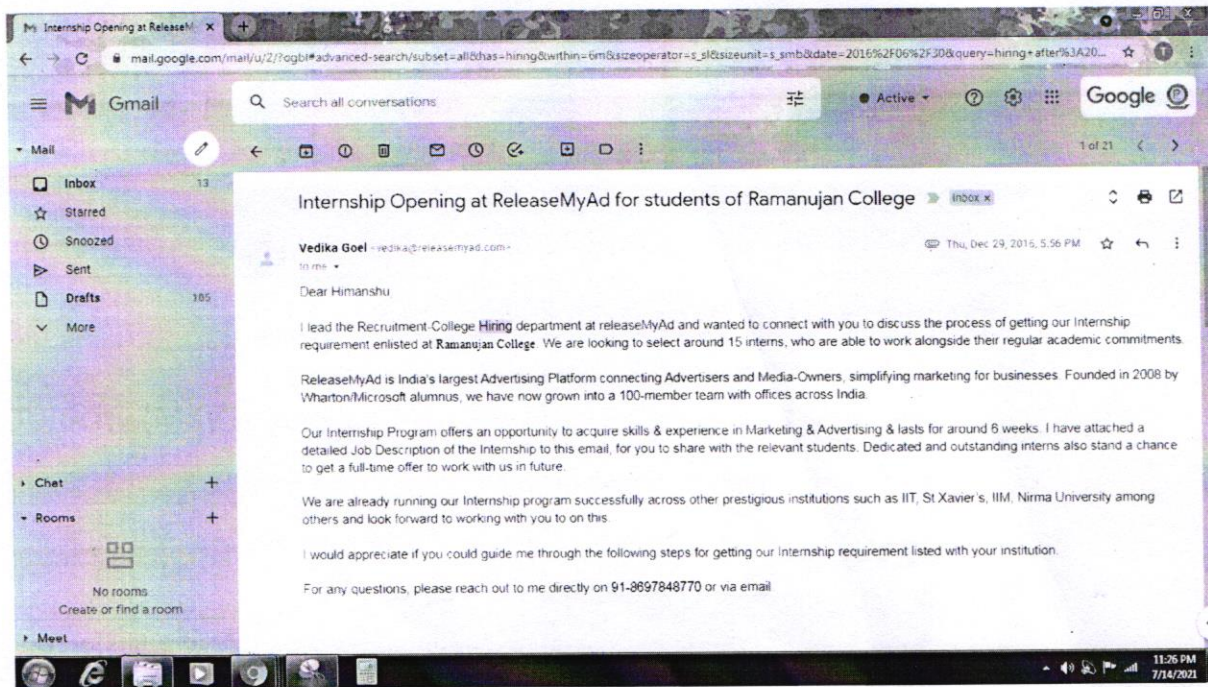 Internship Opening at ReleaseM
mail.google.com/mail/u/2/?ogbl#advanced-search/subset=all&has=hiring&within=6m&sizeoperator=s_sl&sizeunit=s_smb&date=2016%2F06%2F30&query=hiring+after%3A20...
T
Gmail
Search all conversations
Active
Google
Mail
1 of 21
Inbox 13
Starred
Snoozed
Sent
Drafts 105
More
Internship Opening at ReleaseMyAd for students of Ramanujan College Inbox x
Vedika Goel <vedika@releasemyad.com> Thu, Dec 29, 2016, 5:56 PM
to me
Dear Himanshu
I lead the Recruitment-College Hiring department at releaseMyAd and wanted to connect with you to discuss the process of getting our Internship
requirement enlisted at Ramanujan College. We are looking to select around 15 interns, who are able to work alongside their regular academic commitments.
ReleaseMyAd is India's largest Advertising Platform connecting Advertisers and Media-Owners, simplifying marketing for businesses. Founded in 2008 by
Wharton/Microsoft alumnus, we have now grown into a 100-member team with offices across India.
Our Internship Program offers an opportunity to acquire skills & experience in Marketing & Advertising & lasts for around 6 weeks. I have attached a
detailed Job Description of the Internship to this email, for you to share with the relevant students. Dedicated and outstanding interns also stand a chance
to get a full-time offer to work with us in future.
We are already running our Internship program successfully across other prestigious institutions such as IIT, St Xavier's, IIM, Nirma University among
others and look forward to working with you to on this.
I would appreciate if you could guide me through the following steps for getting our Internship requirement listed with your institution.
For any questions, please reach out to me directly on 91-8697848770 or via email
Chat
Rooms
No rooms
Create or find a room
Meet
11:26 PM
7/14/2021